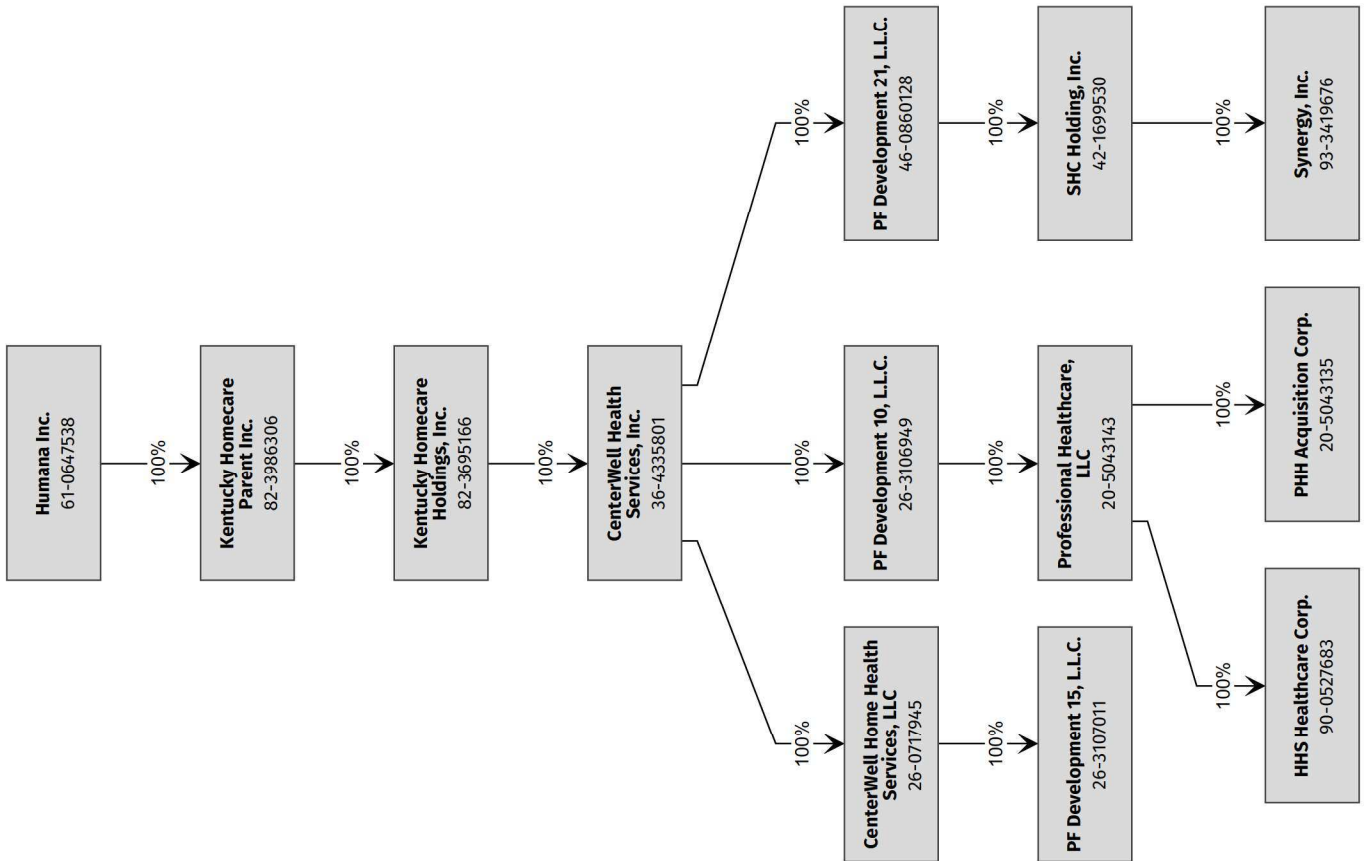 Humana Inc.
61-0647538
100%
Kentucky Homecare
Parent Inc.
82-3986306
100%
Kentucky Homecare
Holdings, Inc.
82-3695166
100%
CenterWell Health
Services, Inc.
36-4335801
100%
100%
100%
CenterWell Home Health
Services, LLC
26-0717945
PF Development 10, L.L.C.
26-3106949
PF Development 21, L.L.C.
46-0860128
100%
100%
100%
PF Development 15, L.L.C.
26-3107011
Professional Healthcare,
LLC
20-5043143
SHC Holding, Inc.
42-1699530
100%
100%
100%
HHS Healthcare Corp.
90-0527683
PHH Acquisition Corp.
20-5043135
Synergy, Inc.
93-3419676